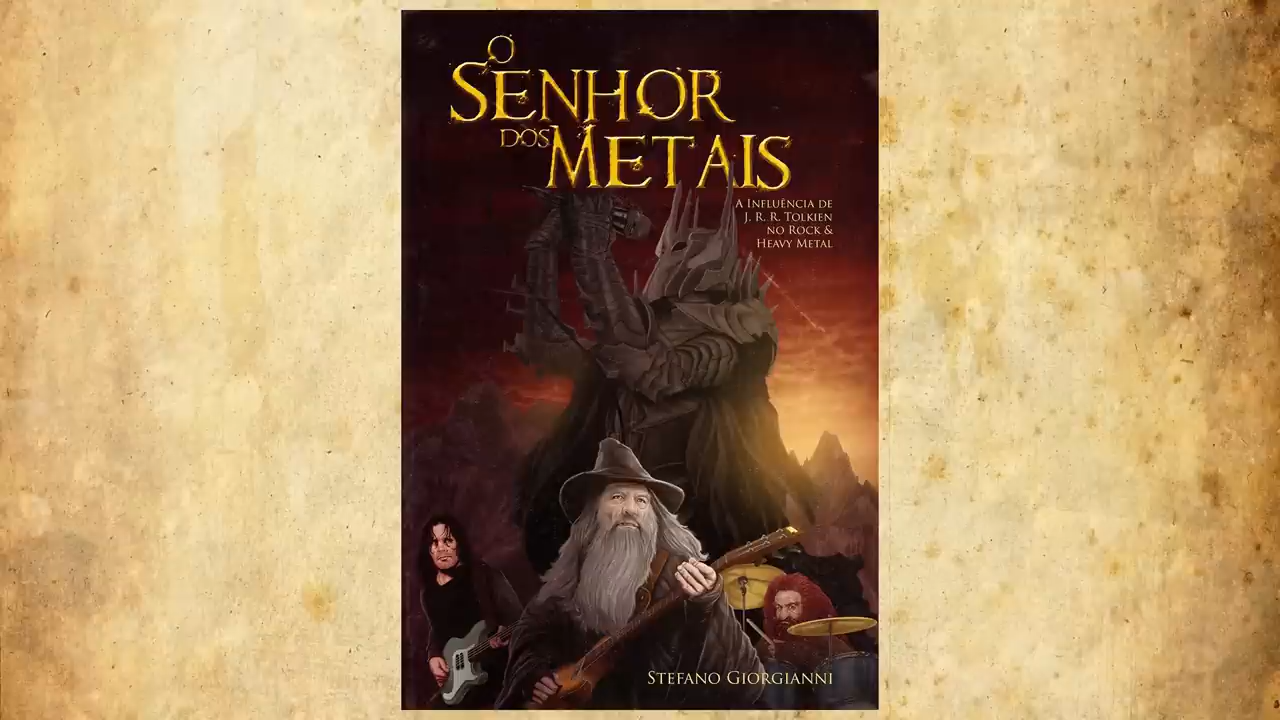 O
SENHOR
DOS METAIS
A INFLUÊNCIA DE
J. R. R. TOLKIEN
NO ROCK &
HEAVY METAL
STEFANO GIORGIANNI